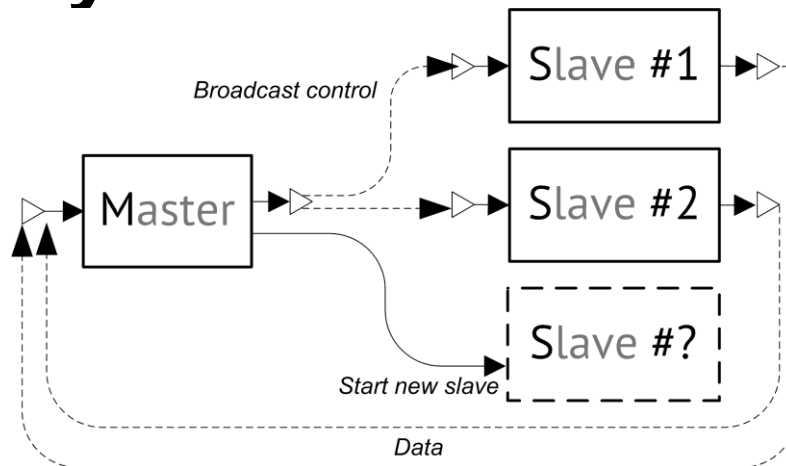 Broadcast control
Slave #1
Master
Slave #2
Slave #?
Start new slave
Data